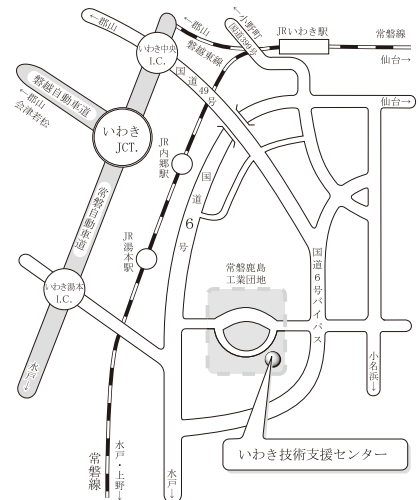 ←郡山
←郡山
←小野町
国道399号
JRいわき駅
常磐線
仙台→
磐越東線
いわき中央
I.C.
国道49号
磐越自動車道
←郡山
会津若松
いわき
JCT.
仙台→
JR内郷駅
国道6号
常磐自動車道
JR湯本駅
常磐鹿島
工業団地
国道6号バイパス
いわき湯本
I.C.
水戸→
小名浜→
いわき技術支援センター
常磐線
水戸・上野→
水戸→